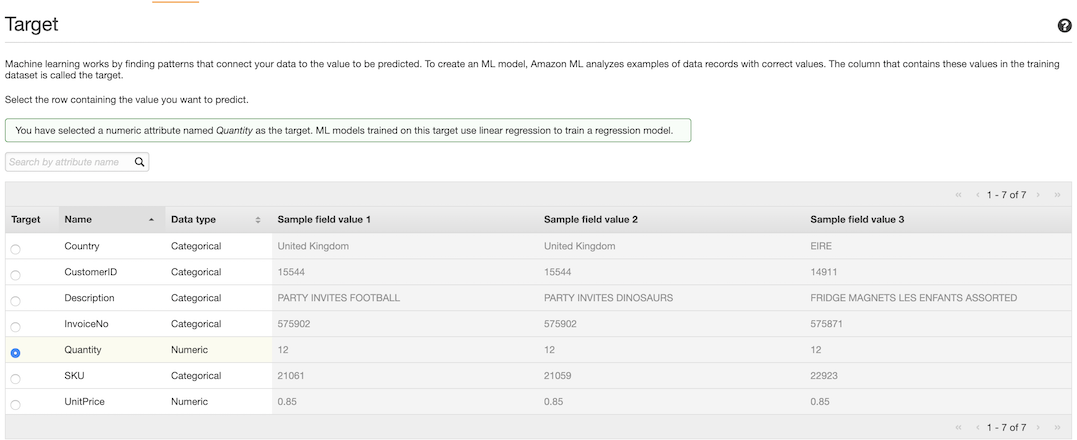 Target
Machine learning works by finding patterns that connect your data to the value to be predicted. To create an ML model, Amazon ML analyzes examples of data records with correct values. The column that contains these values in the training
dataset is called the target.
Select the row containing the value you want to predict.
You have selected a numeric attribute named Quantity as the target. ML models trained on this target use linear regression to train a regression model.
Search by attribute name
« ‹ 1 - 7 of 7 › »
Target Name Data type Sample field value 1 Sample field value 2 Sample field value 3
Country Categorical United Kingdom United Kingdom EIRE
CustomerID Categorical 15544 15544 14911
Description Categorical PARTY INVITES FOOTBALL PARTY INVITES DINOSAURS FRIDGE MAGNETS LES ENFANTS ASSORTED
InvoiceNo Categorical 575902 575902 575871
Quantity Numeric 12 12 12
SKU Categorical 21061 21059 22923
UnitPrice Numeric 0.85 0.85 0.85
« ‹ 1 - 7 of 7 › »